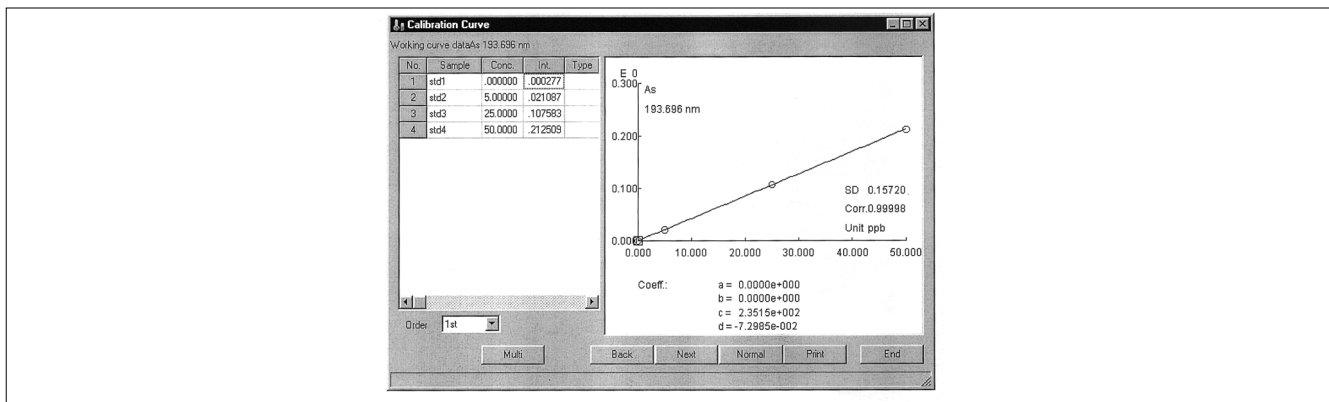 Calibration Curve
Working curve dataAs 193.696 nm
No. Sample Conc. Int. Type
1 std1 .000000 .000277
2 std2 5.00000 .021087
3 std3 25.0000 .107583
4 std4 50.0000 .212509
Order 1st
E 0
0.300
As
193.696 nm
0.200
0.100
SD 0.15720
Corr.0.99998
Unit ppb
0.000
0.000 10.000 20.000 30.000 40.000 50.000
Coeff.: a = 0.0000e+000
b = 0.0000e+000
c = 2.3515e+002
d = -7.2985e-002
Multi Back Next Normal Print End